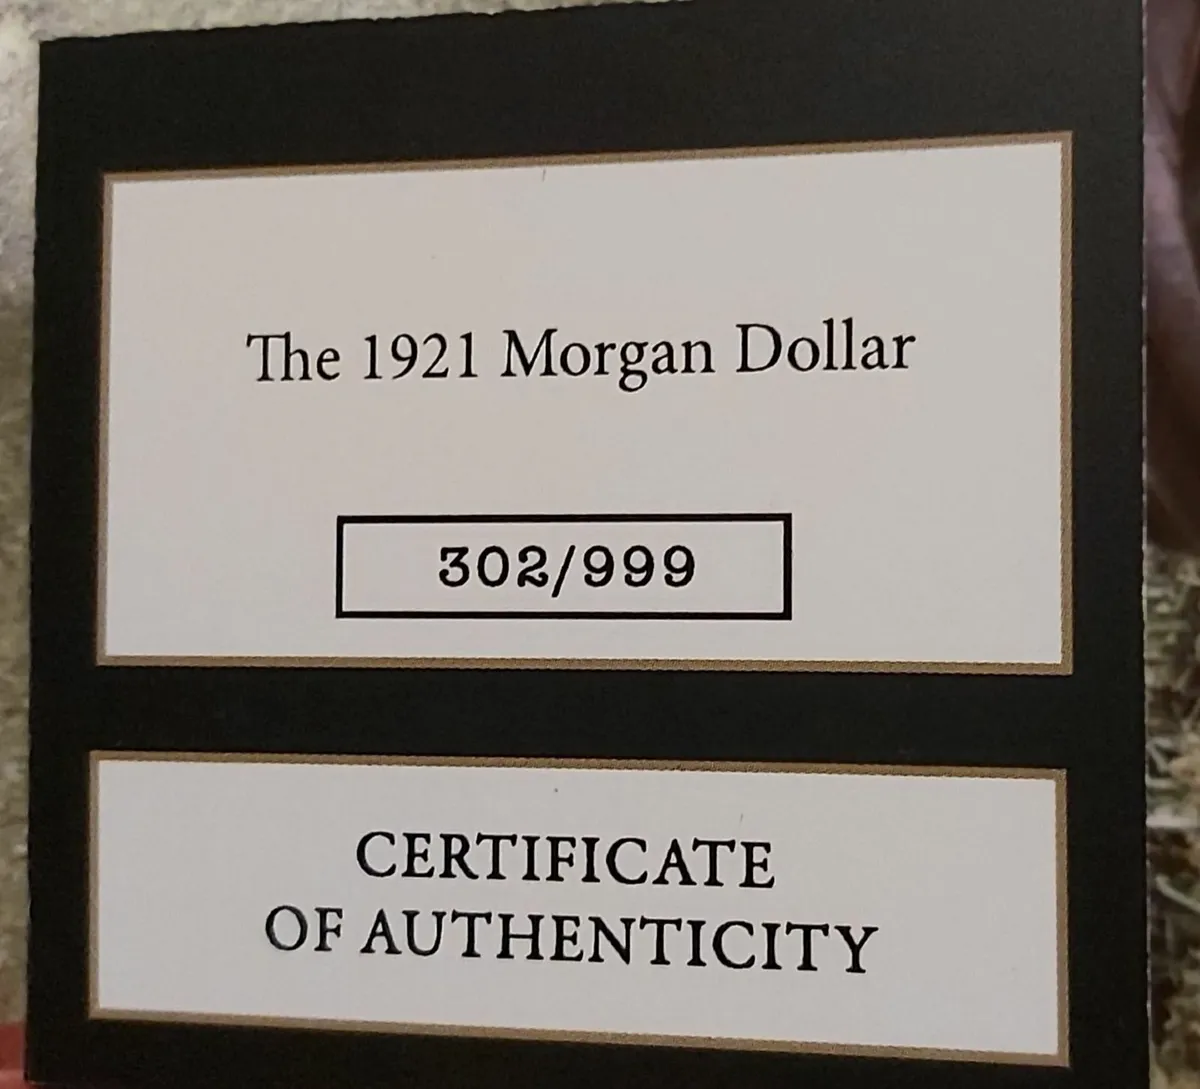 The 1921 Morgan Dollar
302/999
CERTIFICATE
OF AUTHENTICITY